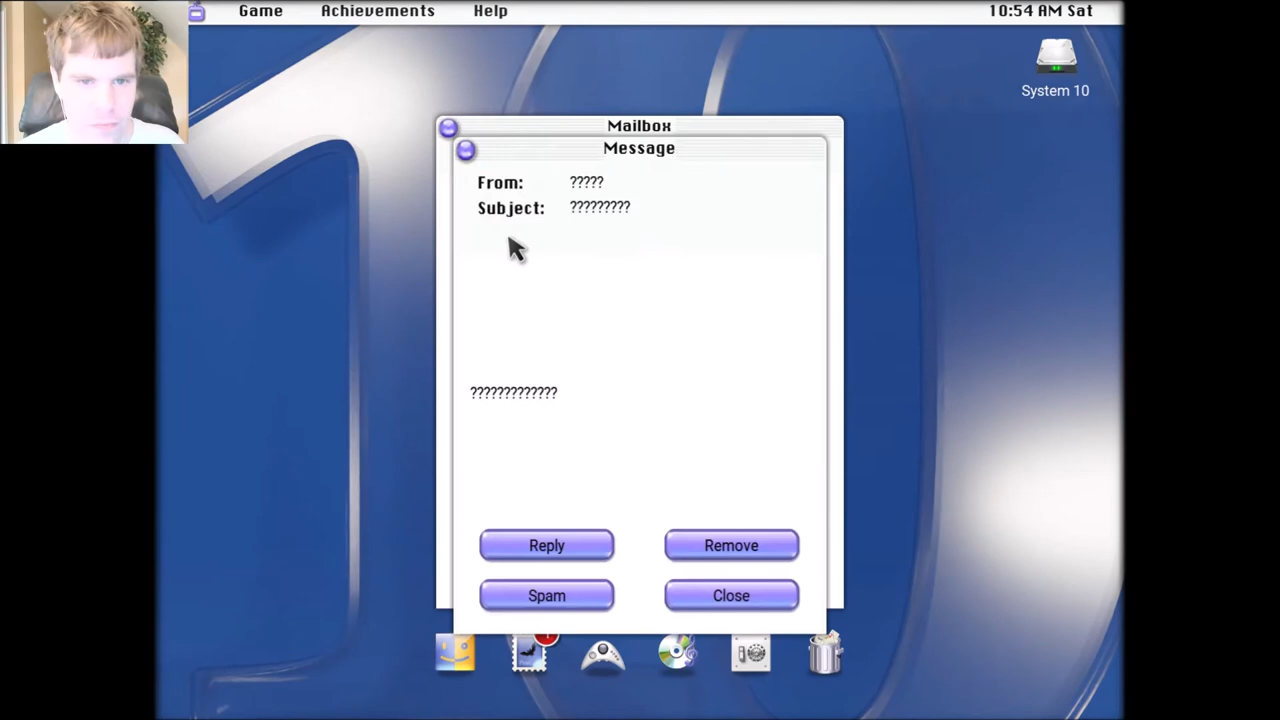 Game Achievements Help 10:54 AM Sat
System 10
Mailbox
Message
From: ?????
Subject: ?????????
?????????????
Reply Remove
Spam Close